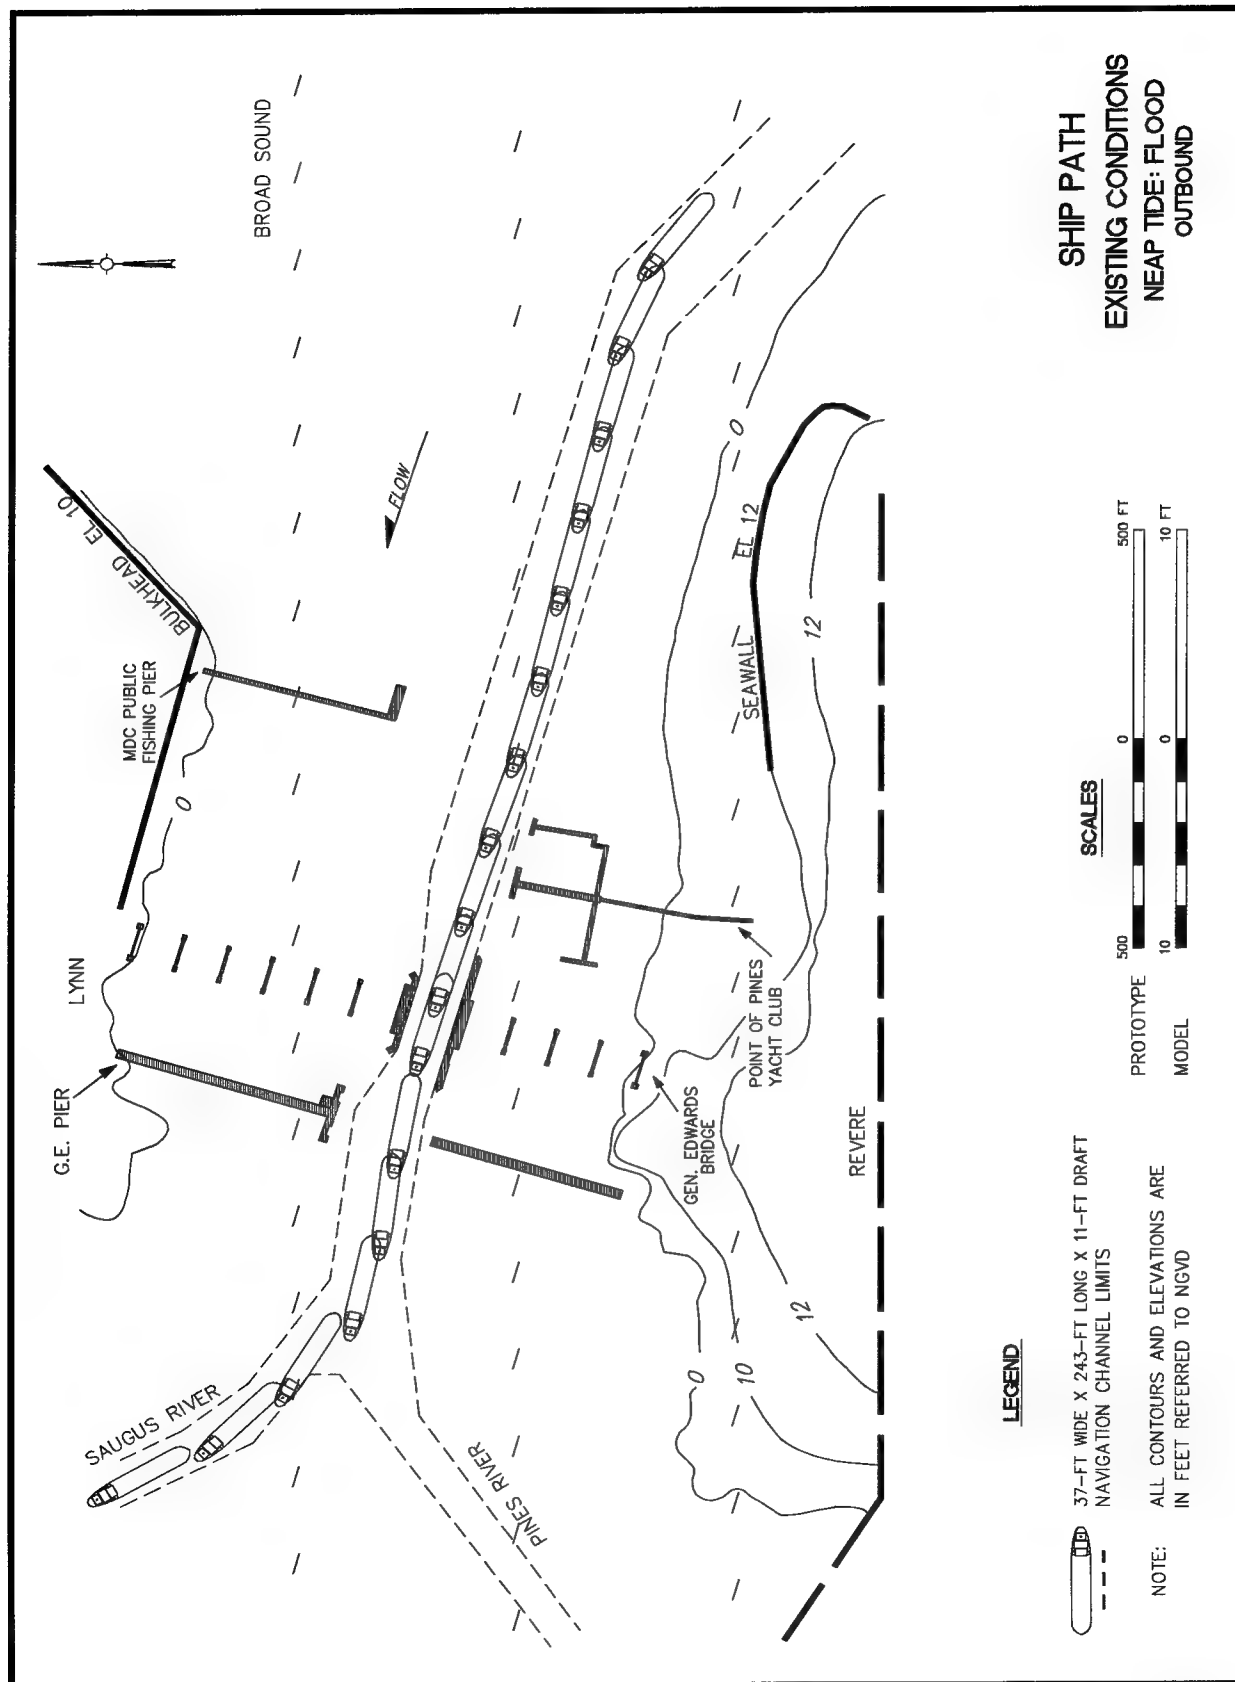 BROAD SOUND
BULKHEAD EL 10
FLOW
MDC PUBLIC
FISHING PIER
0
LYNN
G.E. PIER
SAUGUS RIVER
PINES RIVER
GEN. EDWARDS
BRIDGE
POINT OF PINES
YACHT CLUB
SEAWALL EL 12
0
12
0
10
12
REVERE
SHIP PATH
EXISTING CONDITIONS
NEAP TIDE: FLOOD
OUTBOUND
SCALES
PROTOTYPE 500 0 500 FT
MODEL 10 0 10 FT
LEGEND
37-FT WIDE X 243-FT LONG X 11-FT DRAFT
NAVIGATION CHANNEL LIMITS
NOTE: ALL CONTOURS AND ELEVATIONS ARE
IN FEET REFERRED TO NGVD